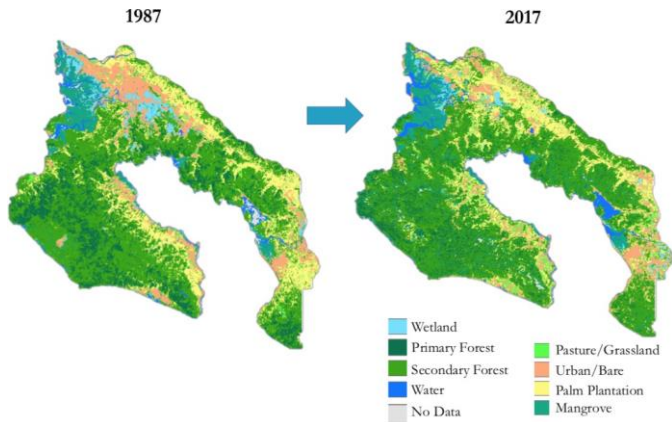 1987
2017
Wetland
Primary Forest
Secondary Forest
Water
No Data
Pasture/Grassland
Urban/Bare
Palm Plantation
Mangrove